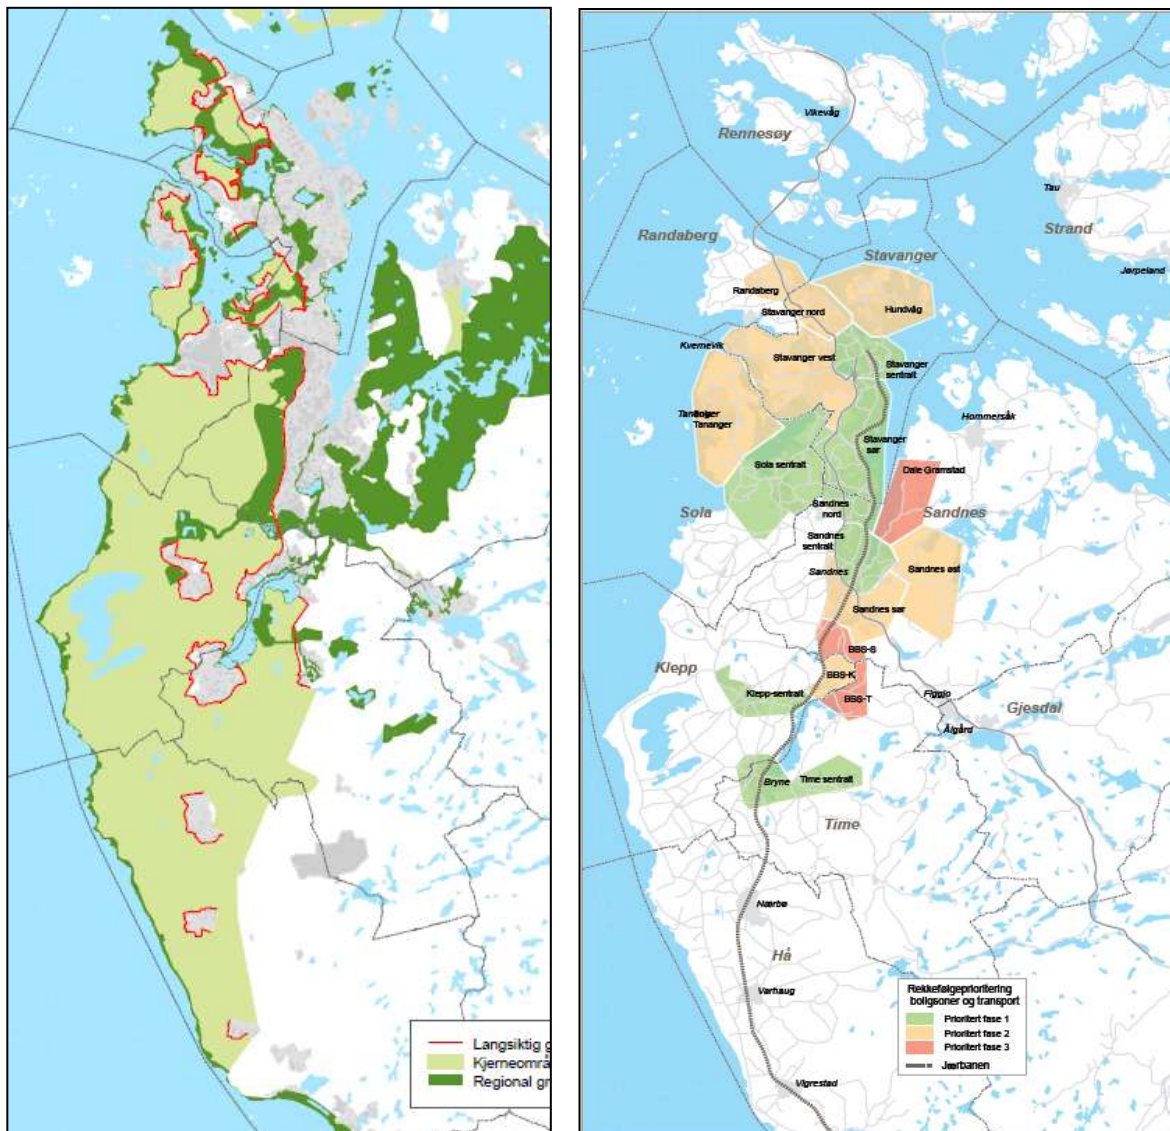 Langsiktig g
Kjerneområ
Regional gr
Vikevåg
Rennesøy
Tau
Strand
Randaberg
Stavanger
Jørpeland
Randaberg
Stavanger nord
Hundvåg
Kvernevik
Stavanger vest
Stavanger
sentralt
Tananger
Hommersåk
Stavanger
sør
Sola sentralt
Dale Gramstad
Sandnes
nord
Sola
Sandnes
Sandnes
sentralt
Sandnes øst
Sandnes
Sandnes sør
BBS-S
Klepp
BBS-K
Klepp sentralt
BBS-T
Figgjo
Gjesdal
Ålgård
Bryne
Time sentralt
Time
Nærbø
Hå
Varhaug
Rekkefølgeprioritering
boligsoner og transport
Prioritert fase 1
Prioritert fase 2
Prioritert fase 3
Jærbanen
Vigrestad